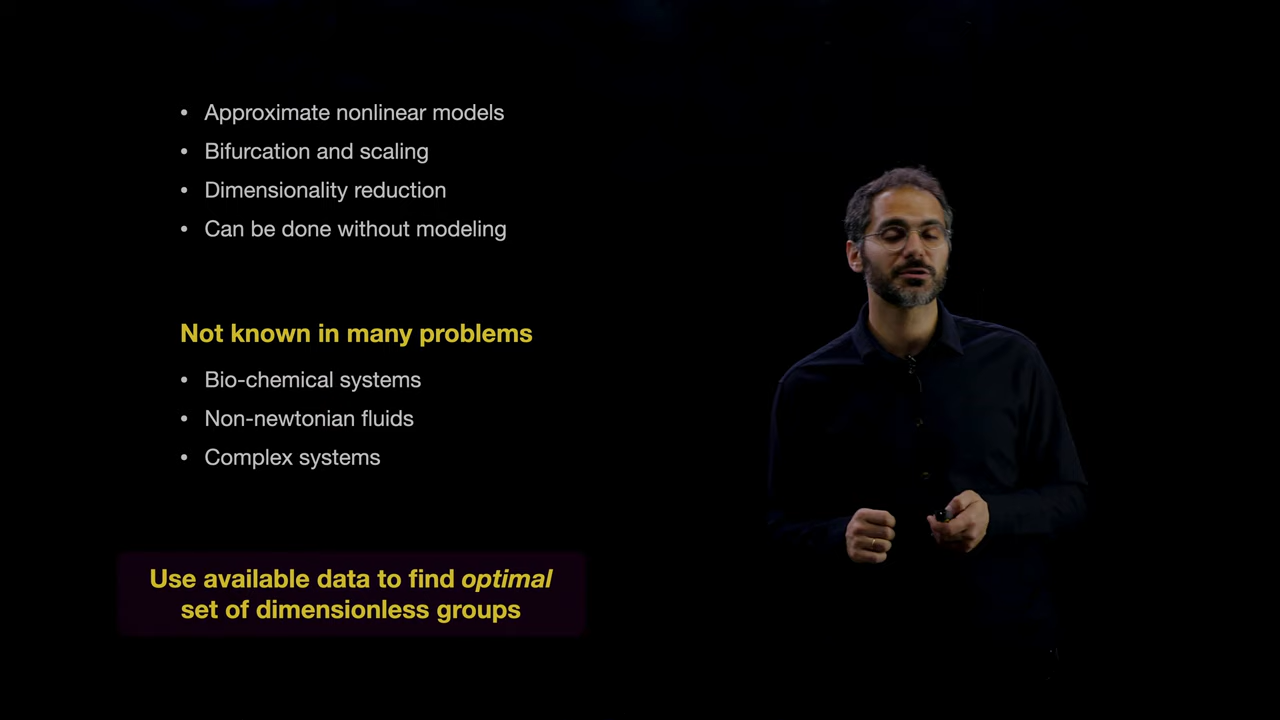 • Approximate nonlinear models
• Bifurcation and scaling
• Dimensionality reduction
• Can be done without modeling
Not known in many problems
• Bio-chemical systems
• Non-newtonian fluids
• Complex systems
Use available data to find optimal
set of dimensionless groups